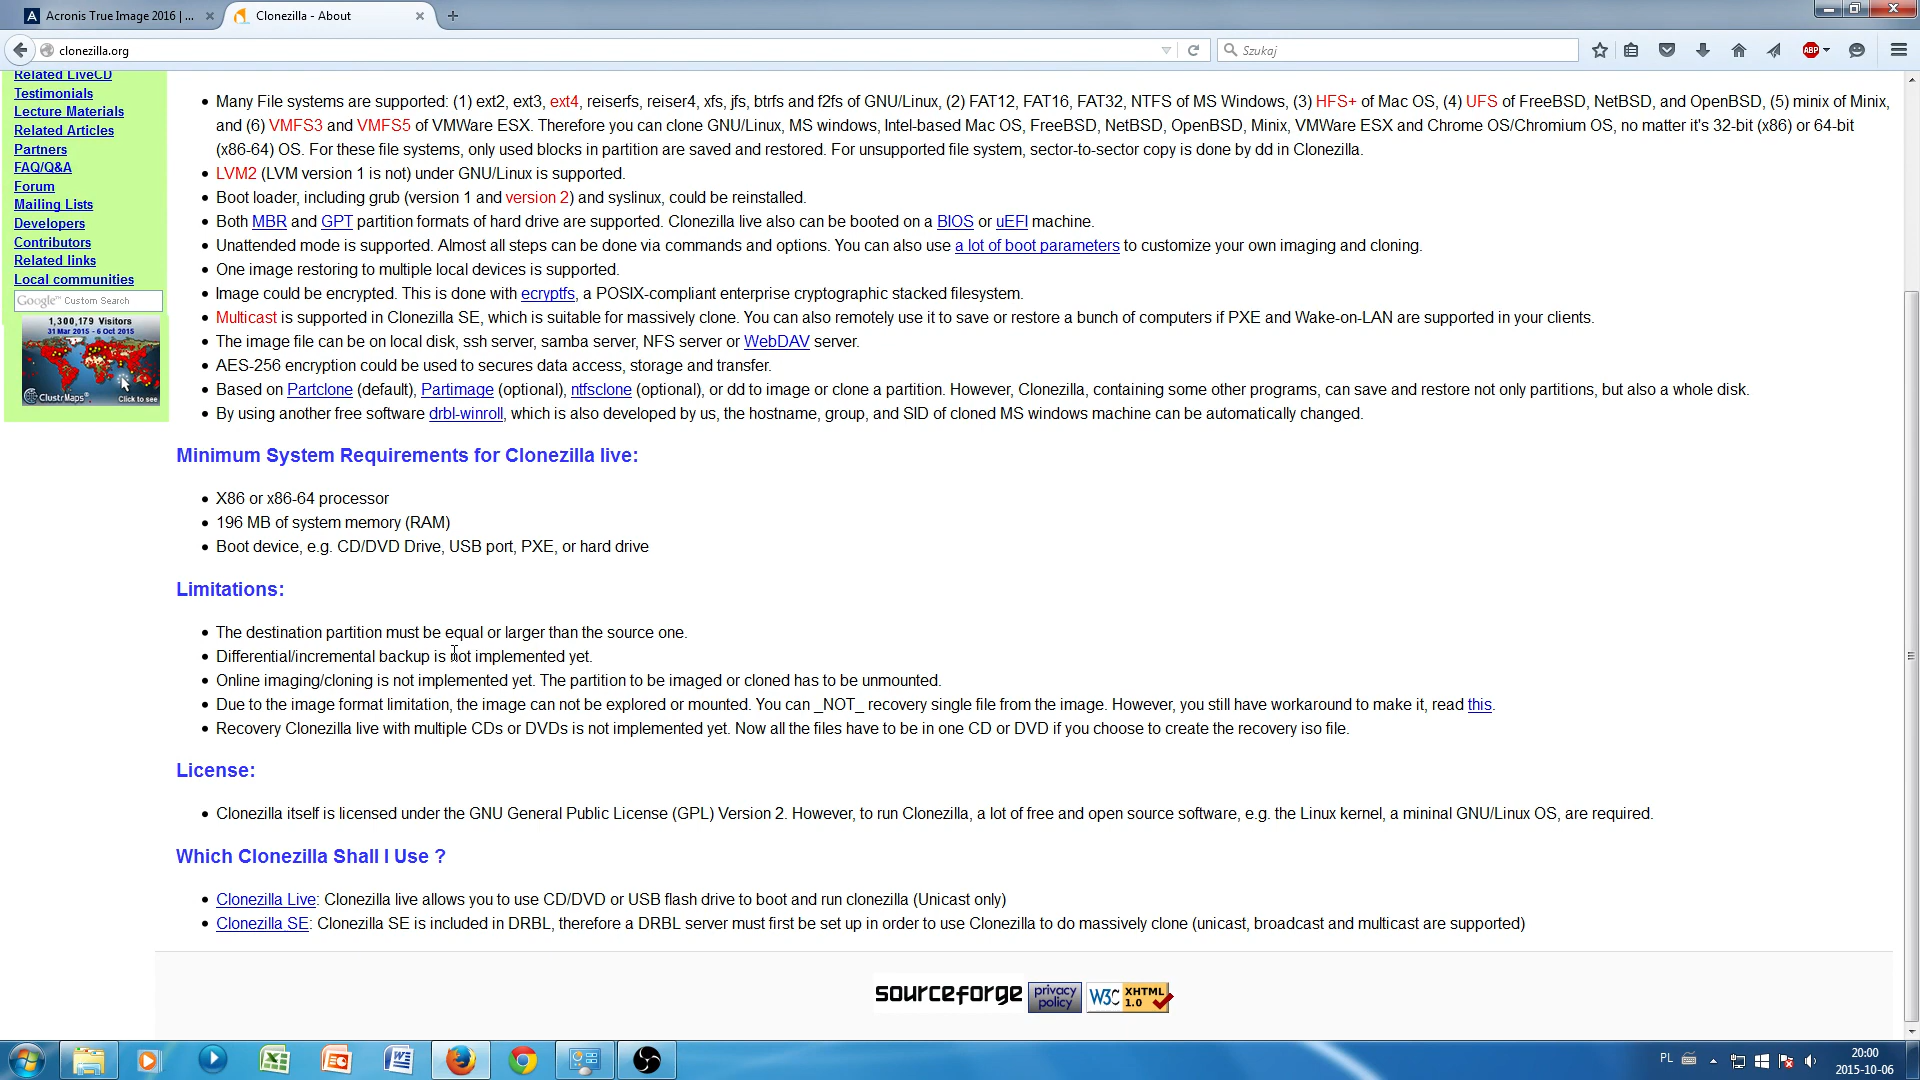 Acronis True Image 2016 | ...
Clonezilla - About
clonezilla.org
Szukaj
ABP
Related LiveCD
Testimonials
Lecture Materials
Related Articles
Partners
FAQ/Q&A
Forum
Mailing Lists
Developers
Contributors
Related links
Local communities
Google™ Custom Search
1,300,179 Visitors
31 Mar 2015 - 6 Oct 2015
ClustrMaps®
Click to see
Many File systems are supported: (1) ext2, ext3, ext4, reiserfs, reiser4, xfs, jfs, btrfs and f2fs of GNU/Linux, (2) FAT12, FAT16, FAT32, NTFS of MS Windows, (3) HFS+ of Mac OS, (4) UFS of FreeBSD, NetBSD, and OpenBSD, (5) minix of Minix,
and (6) VMFS3 and VMFS5 of VMWare ESX. Therefore you can clone GNU/Linux, MS windows, Intel-based Mac OS, FreeBSD, NetBSD, OpenBSD, Minix, VMWare ESX and Chrome OS/Chromium OS, no matter it's 32-bit (x86) or 64-bit
(x86-64) OS. For these file systems, only used blocks in partition are saved and restored. For unsupported file system, sector-to-sector copy is done by dd in Clonezilla.
LVM2 (LVM version 1 is not) under GNU/Linux is supported.
Boot loader, including grub (version 1 and version 2) and syslinux, could be reinstalled.
Both MBR and GPT partition formats of hard drive are supported. Clonezilla live also can be booted on a BIOS or uEFI machine.
Unattended mode is supported. Almost all steps can be done via commands and options. You can also use a lot of boot parameters to customize your own imaging and cloning.
One image restoring to multiple local devices is supported.
Image could be encrypted. This is done with ecryptfs, a POSIX-compliant enterprise cryptographic stacked filesystem.
Multicast is supported in Clonezilla SE, which is suitable for massively clone. You can also remotely use it to save or restore a bunch of computers if PXE and Wake-on-LAN are supported in your clients.
The image file can be on local disk, ssh server, samba server, NFS server or WebDAV server.
AES-256 encryption could be used to secures data access, storage and transfer.
Based on Partclone (default), Partimage (optional), ntfsclone (optional), or dd to image or clone a partition. However, Clonezilla, containing some other programs, can save and restore not only partitions, but also a whole disk.
By using another free software drbl-winroll, which is also developed by us, the hostname, group, and SID of cloned MS windows machine can be automatically changed.
Minimum System Requirements for Clonezilla live:
X86 or x86-64 processor
196 MB of system memory (RAM)
Boot device, e.g. CD/DVD Drive, USB port, PXE, or hard drive
Limitations:
The destination partition must be equal or larger than the source one.
Differential/incremental backup is not implemented yet.
Online imaging/cloning is not implemented yet. The partition to be imaged or cloned has to be unmounted.
Due to the image format limitation, the image can not be explored or mounted. You can _NOT_ recovery single file from the image. However, you still have workaround to make it, read this.
Recovery Clonezilla live with multiple CDs or DVDs is not implemented yet. Now all the files have to be in one CD or DVD if you choose to create the recovery iso file.
License:
Clonezilla itself is licensed under the GNU General Public License (GPL) Version 2. However, to run Clonezilla, a lot of free and open source software, e.g. the Linux kernel, a mininal GNU/Linux OS, are required.
Which Clonezilla Shall I Use ?
Clonezilla Live: Clonezilla live allows you to use CD/DVD or USB flash drive to boot and run clonezilla (Unicast only)
Clonezilla SE: Clonezilla SE is included in DRBL, therefore a DRBL server must first be set up in order to use Clonezilla to do massively clone (unicast, broadcast and multicast are supported)
sourceforge
privacy
policy
W3C XHTML
1.0
PL
20:00
2015-10-06